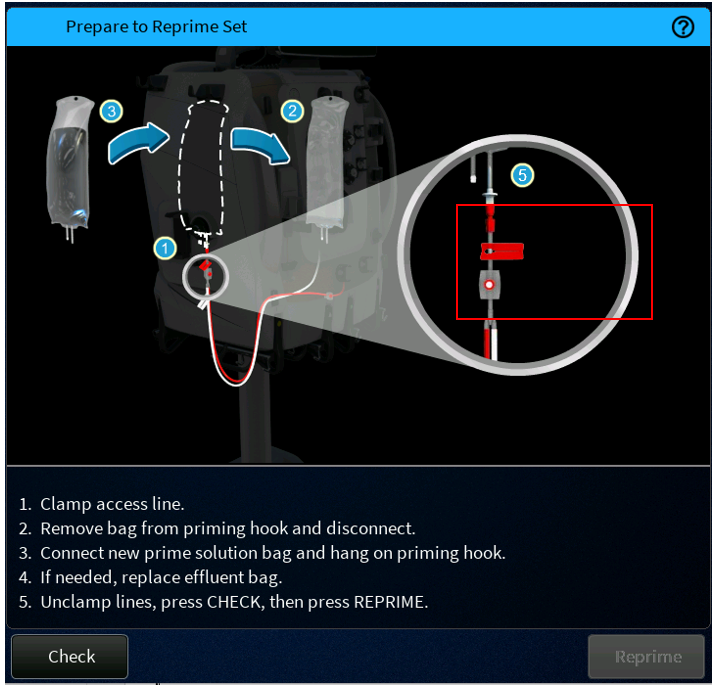 Prepare to Reprime Set
?
3
2
5
1
1. Clamp access line.
2. Remove bag from priming hook and disconnect.
3. Connect new prime solution bag and hang on priming hook.
4. If needed, replace effluent bag.
5. Unclamp lines, press CHECK, then press REPRIME.
Check
Reprime